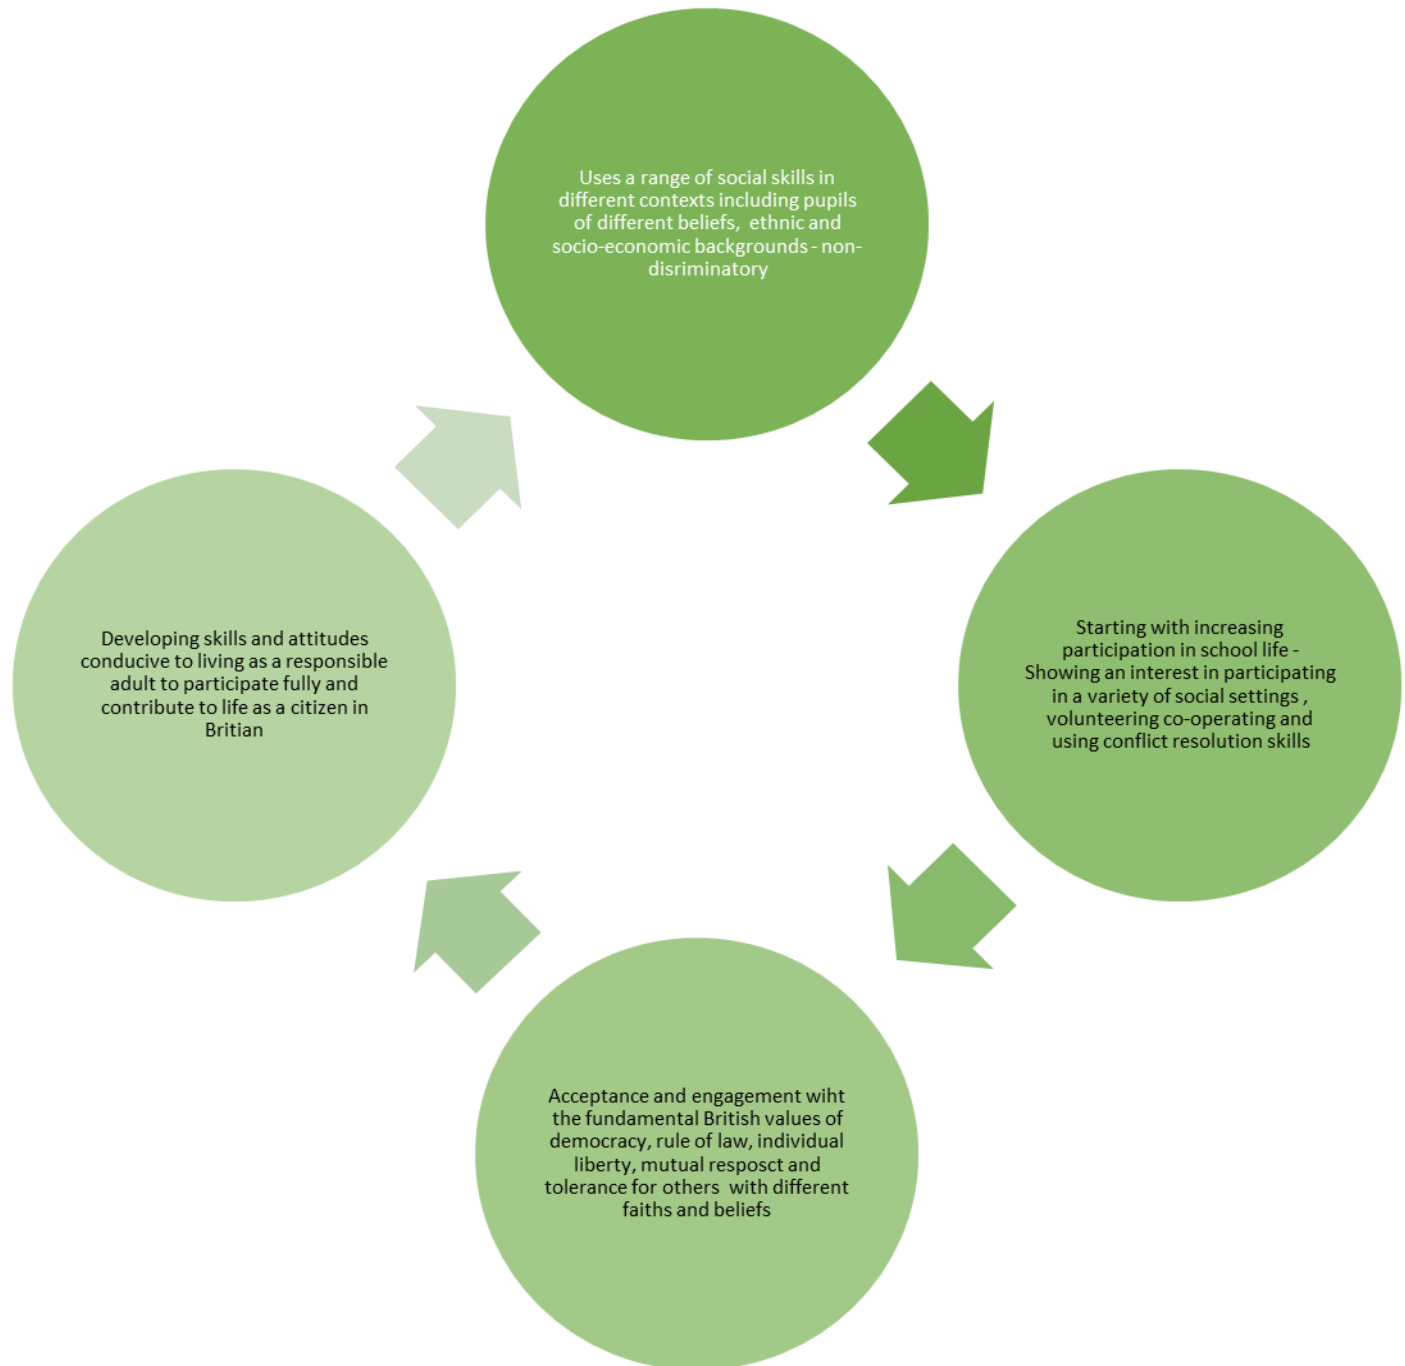 Uses a range of social skills in
different contexts including pupils
of different beliefs,  ethnic and
socio-economic backgrounds - non-
disriminatory
Starting with increasing
participation in school life -
Showing an interest in participating
in a variety of social settings ,
volunteering co-operating and
using conflict resolution skills
Acceptance and engagement wiht
the fundamental British values of
democracy, rule of law, individual
liberty, mutual resposct and
tolerance for others  with different
faiths and beliefs
Developing skills and attitudes
conducive to living as a responsible
adult to participate fully and
contribute to life as a citizen in
Britian